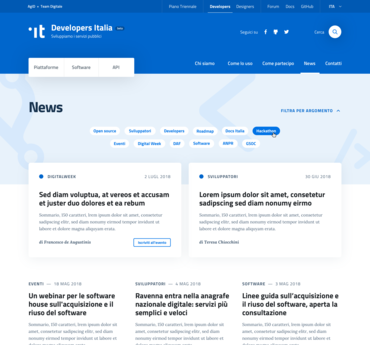 AgID + Team Digitale
Piano Triennale Developers Designers Forum Docs GitHub ITA
Developers Italia beta
Sviluppiamo i servizi pubblici
Seguici su
Cerca
Piattaforme Software API
Chi siamo Come lo uso Come partecipo News Contatti
News
FILTRA PER ARGOMENTO
Open source Sviluppatori Developers Roadmap Docs Italia Hackathon
Eventi Digital Week DAF Software ANPR GSOC
DIGITALWEEK 2 LUGL 2018
Sed diam voluptua, at vereos et accusam
et juster duo dolores et ea rebum
Sommario, 150 caratteri, lorem ipsum dolor sit amet, consetetur
sadipscing elitr, sed diam nonumy eirmod tempor invidunt ut
labore et dolore magna aliquyam erata.
di Francesco de Augustinis
Iscriviti all'evento
SVILUPPATORI 30 GIU 2018
Lorem ipsum dolor sit amet, consetetur
sadipscing sed diam nonumy eirmo
Sommario, 150 caratteri, lorem ipsum dolor sit amet, consetetur
sadipscing elitr, sed diam nonumy eirmod tempor invidunt ut
labore et dolore magna aliquyam erata.
di Teresa Chiocchini
EVENTI — 18 MAG 2018
Un webinar per le software
house sull'acquisizione e il
riuso del software
Sommario, 150 caratteri, lorem ipsum dolor sit
amet, consetetur sadipscing elitr, sed diam
nonumy eirmod tempor invidunt ut labore et
SVILUPPATORI — 4 MAG 2018
Ravenna entra nella anagrafe
nazionale digitale: servizi più
semplici e veloci
Sommario, 150 caratteri, lorem ipsum dolor sit
amet, consetetur sadipscing elitr, sed diam
nonumy eirmod tempor invidunt ut labore et
SOFTWARE — 3 MAG 2018
Linee guida sull'acquisizione e
il riuso del software, aperta la
consultazione
Sommario, 150 caratteri, lorem ipsum dolor sit
amet, consetetur sadipscing elitr, sed diam
nonumy eirmod tempor invidunt ut labore et